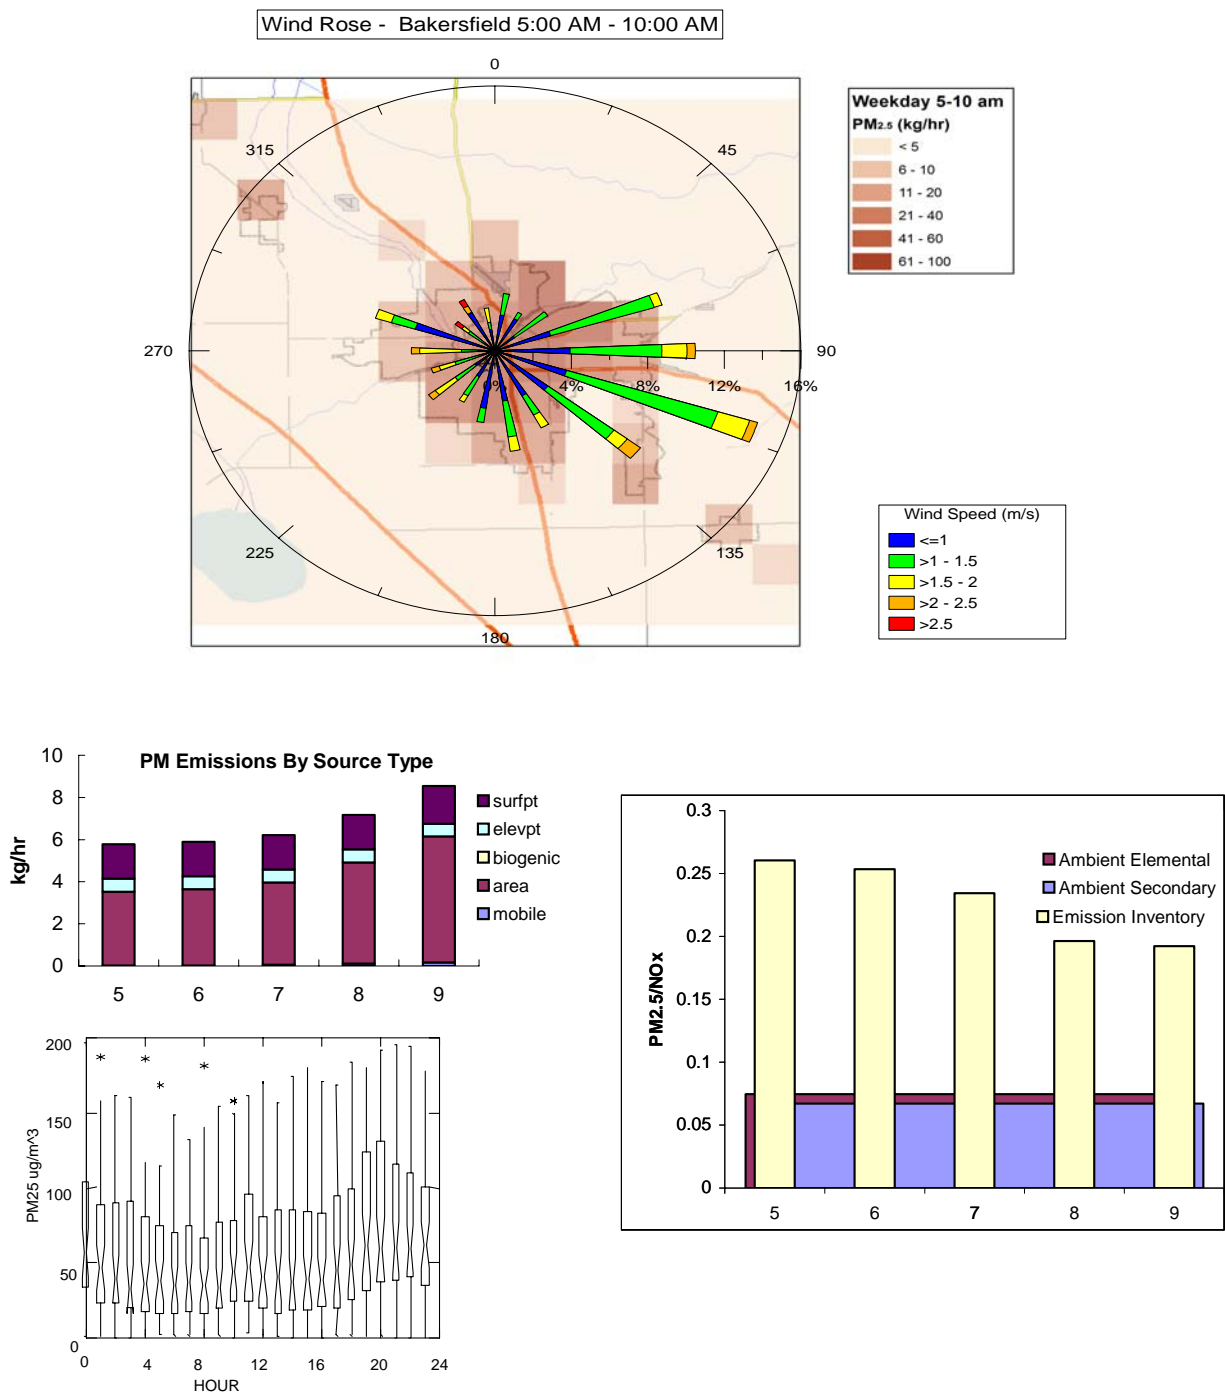 Wind Rose - Bakersfield 5:00 AM - 10:00 AM
0
45
90
135
180
225
270
315
0%
4%
8%
12%
16%
Weekday 5-10 am
PM2.5 (kg/hr)
< 5
6 - 10
11 - 20
21 - 40
41 - 60
61 - 100
Wind Speed (m/s)
<=1
>1 - 1.5
>1.5 - 2
>2 - 2.5
>2.5
PM Emissions By Source Type
kg/hr
10
8
6
4
2
0
5 6 7 8 9
surfpt
elevpt
biogenic
area
mobile
PM2.5/NOx
0.3
0.25
0.2
0.15
0.1
0.05
0
5 6 7 8 9
Ambient Elemental
Ambient Secondary
Emission Inventory
PM25 ug/m^3
200
150
100
50
0
0 4 8 12 16 20 24
HOUR